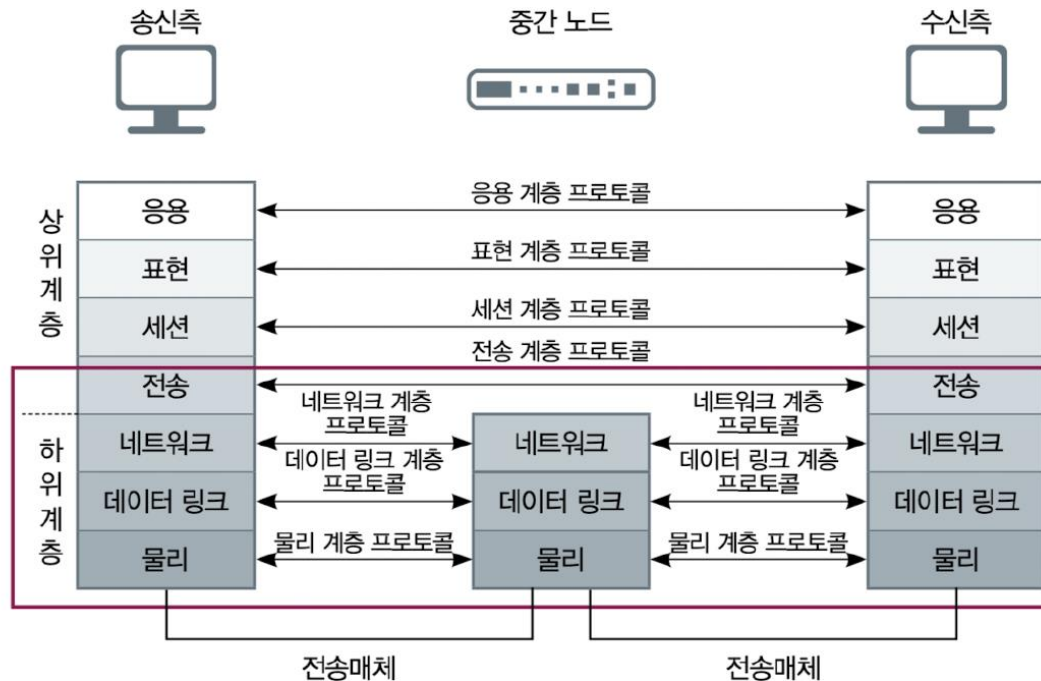 송신측
중간 노드
수신측
상위계층
하위계층
응용
표현
세션
전송
네트워크
데이터 링크
물리
응용 계층 프로토콜
표현 계층 프로토콜
세션 계층 프로토콜
전송 계층 프로토콜
네트워크 계층
프로토콜
데이터 링크 계층
프로토콜
물리 계층 프로토콜
네트워크
데이터 링크
물리
네트워크 계층
프로토콜
데이터 링크 계층
프로토콜
물리 계층 프로토콜
응용
표현
세션
전송
네트워크
데이터 링크
물리
전송매체
전송매체